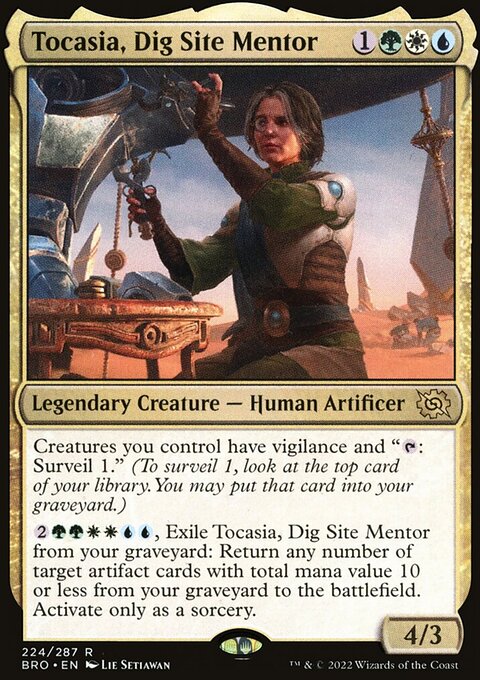 Tocasia, Dig Site Mentor 1
Legendary Creature — Human Artificer
Creatures you control have vigilance and “:
Surveil 1.” (To surveil 1, look at the top card
of your library. You may put that card into your
graveyard.)
2, Exile Tocasia, Dig Site Mentor
from your graveyard: Return any number of
target artifact cards with total mana value 10
or less from your graveyard to the battlefield.
Activate only as a sorcery.
4/3
224/287 R
BRO • EN Lie Setiawan
™ & © 2022 Wizards of the Coast